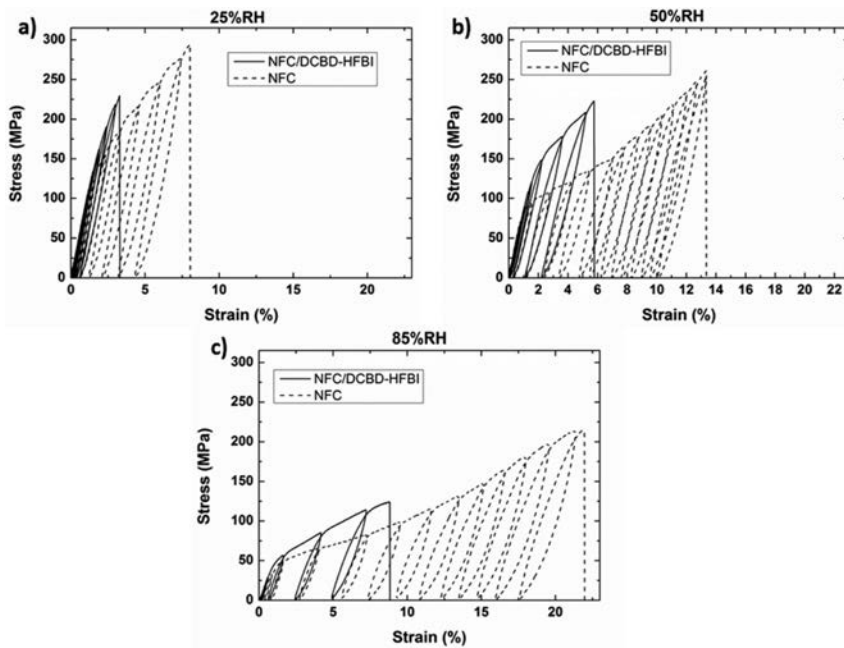 a)
25%RH
NFC/DCBD-HFBI
NFC
Stress (MPa)
300
250
200
150
100
50
0
0 5 10 15 20
Strain (%)
b)
50%RH
NFC/DCBD-HFBI
NFC
Stress (MPa)
300
250
200
150
100
50
0
0 2 4 6 8 10 12 14 16 18 20 22
Strain (%)
c)
85%RH
NFC/DCBD-HFBI
NFC
Stress (MPa)
300
250
200
150
100
50
0
0 5 10 15 20
Strain (%)